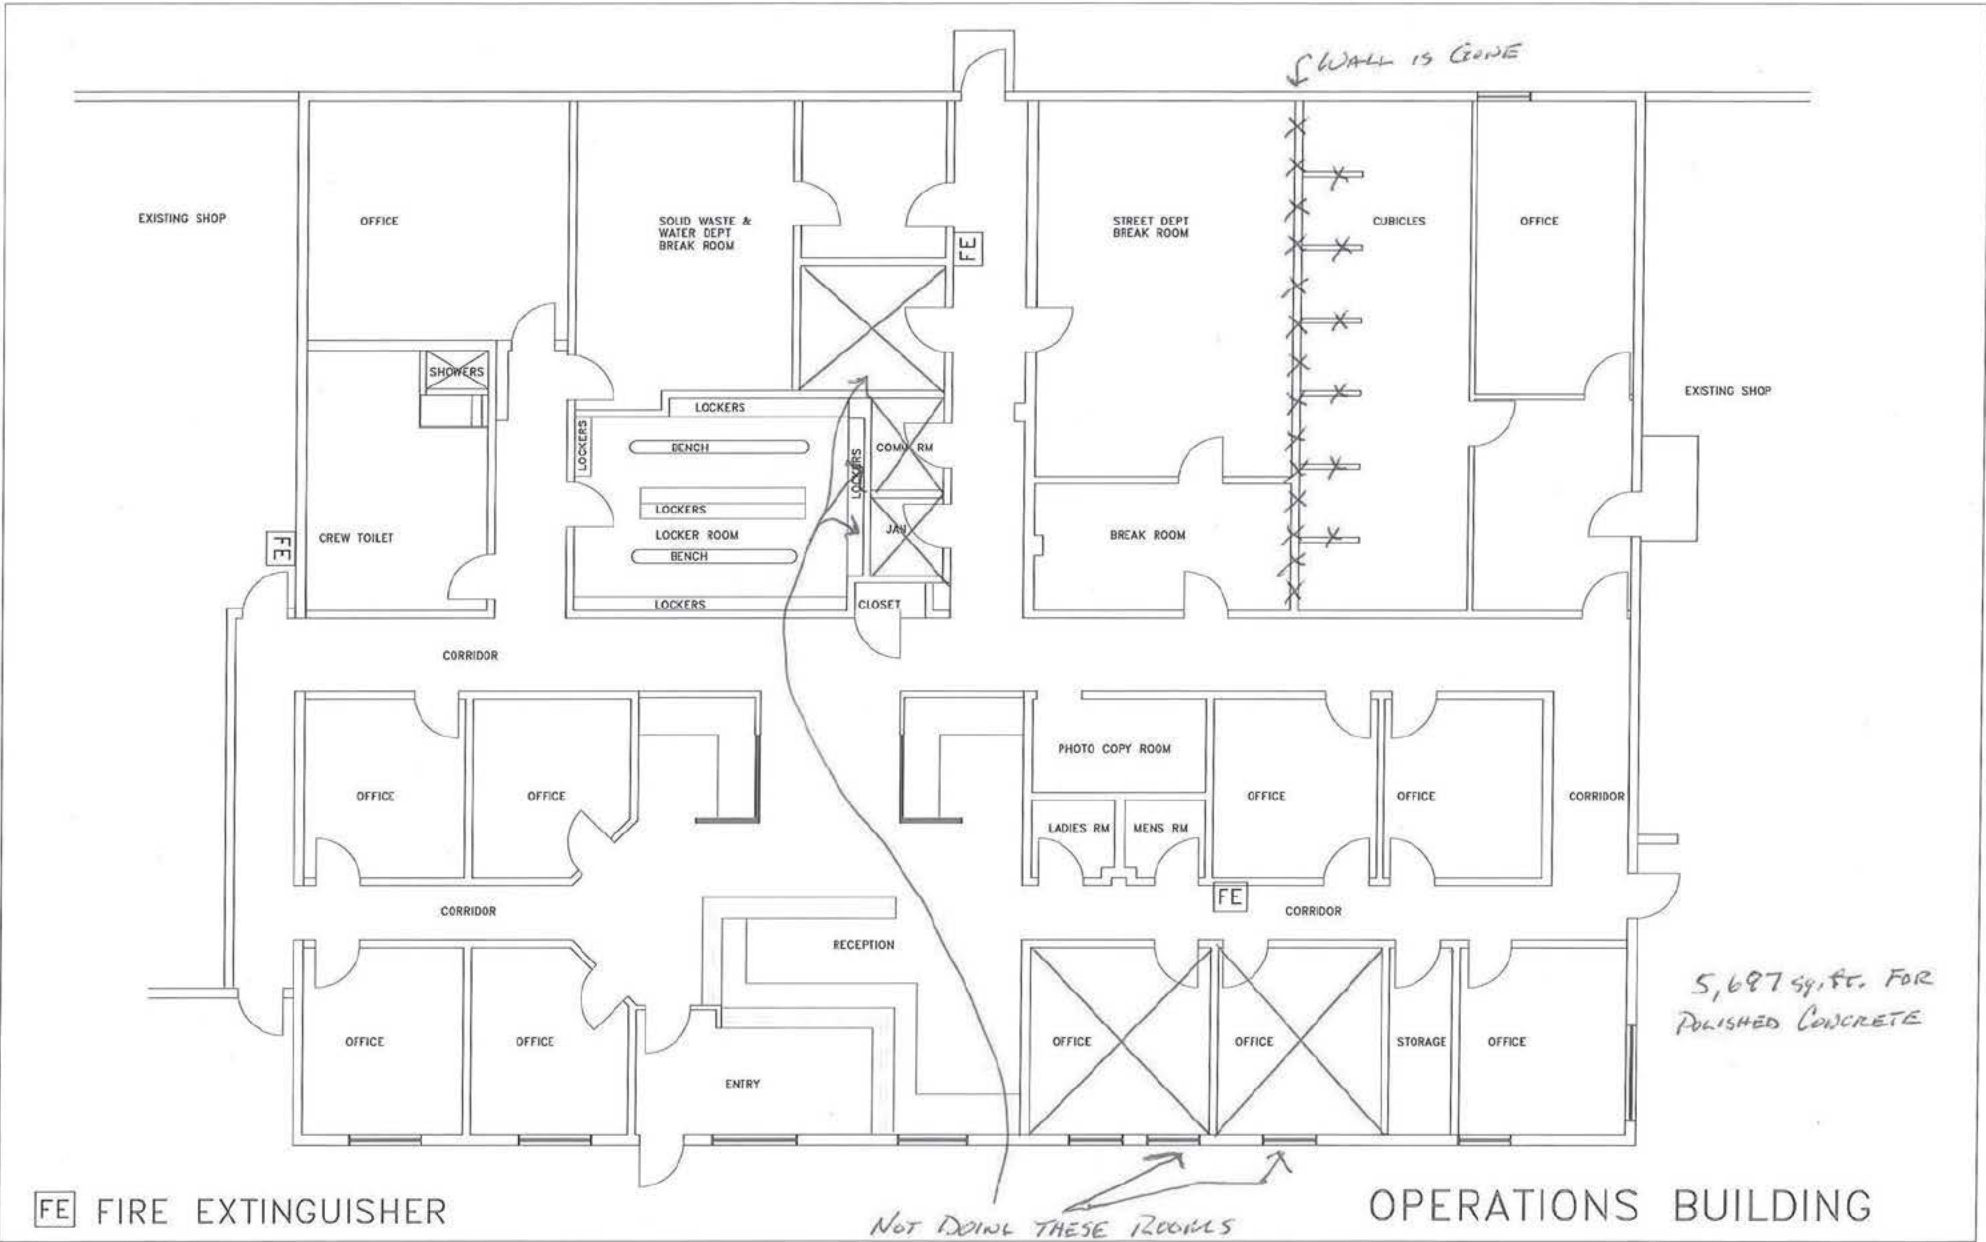 WALL IS GONE
EXISTING SHOP
OFFICE
SOLID WASTE &
WATER DEPT
BREAK ROOM
FE
STREET DEPT
BREAK ROOM
CUBICLES
OFFICE
EXISTING SHOP
SHOWERS
LOCKERS
LOCKERS
BENCH
LOCKERS
COMM RM
LOCKERS
LOCKER ROOM
BENCH
JAN
LOCKERS
CLOSET
CREW TOILET
FE
BREAK ROOM
CORRIDOR
PHOTO COPY ROOM
OFFICE
OFFICE
OFFICE
OFFICE
CORRIDOR
LADIES RM
MENS RM
FE
CORRIDOR
CORRIDOR
RECEPTION
5,697 sq. ft. FOR
POLISHED CONCRETE
OFFICE
OFFICE
ENTRY
OFFICE
OFFICE
STORAGE
OFFICE
FE FIRE EXTINGUISHER
NOT DOING THESE ROOMS
OPERATIONS BUILDING